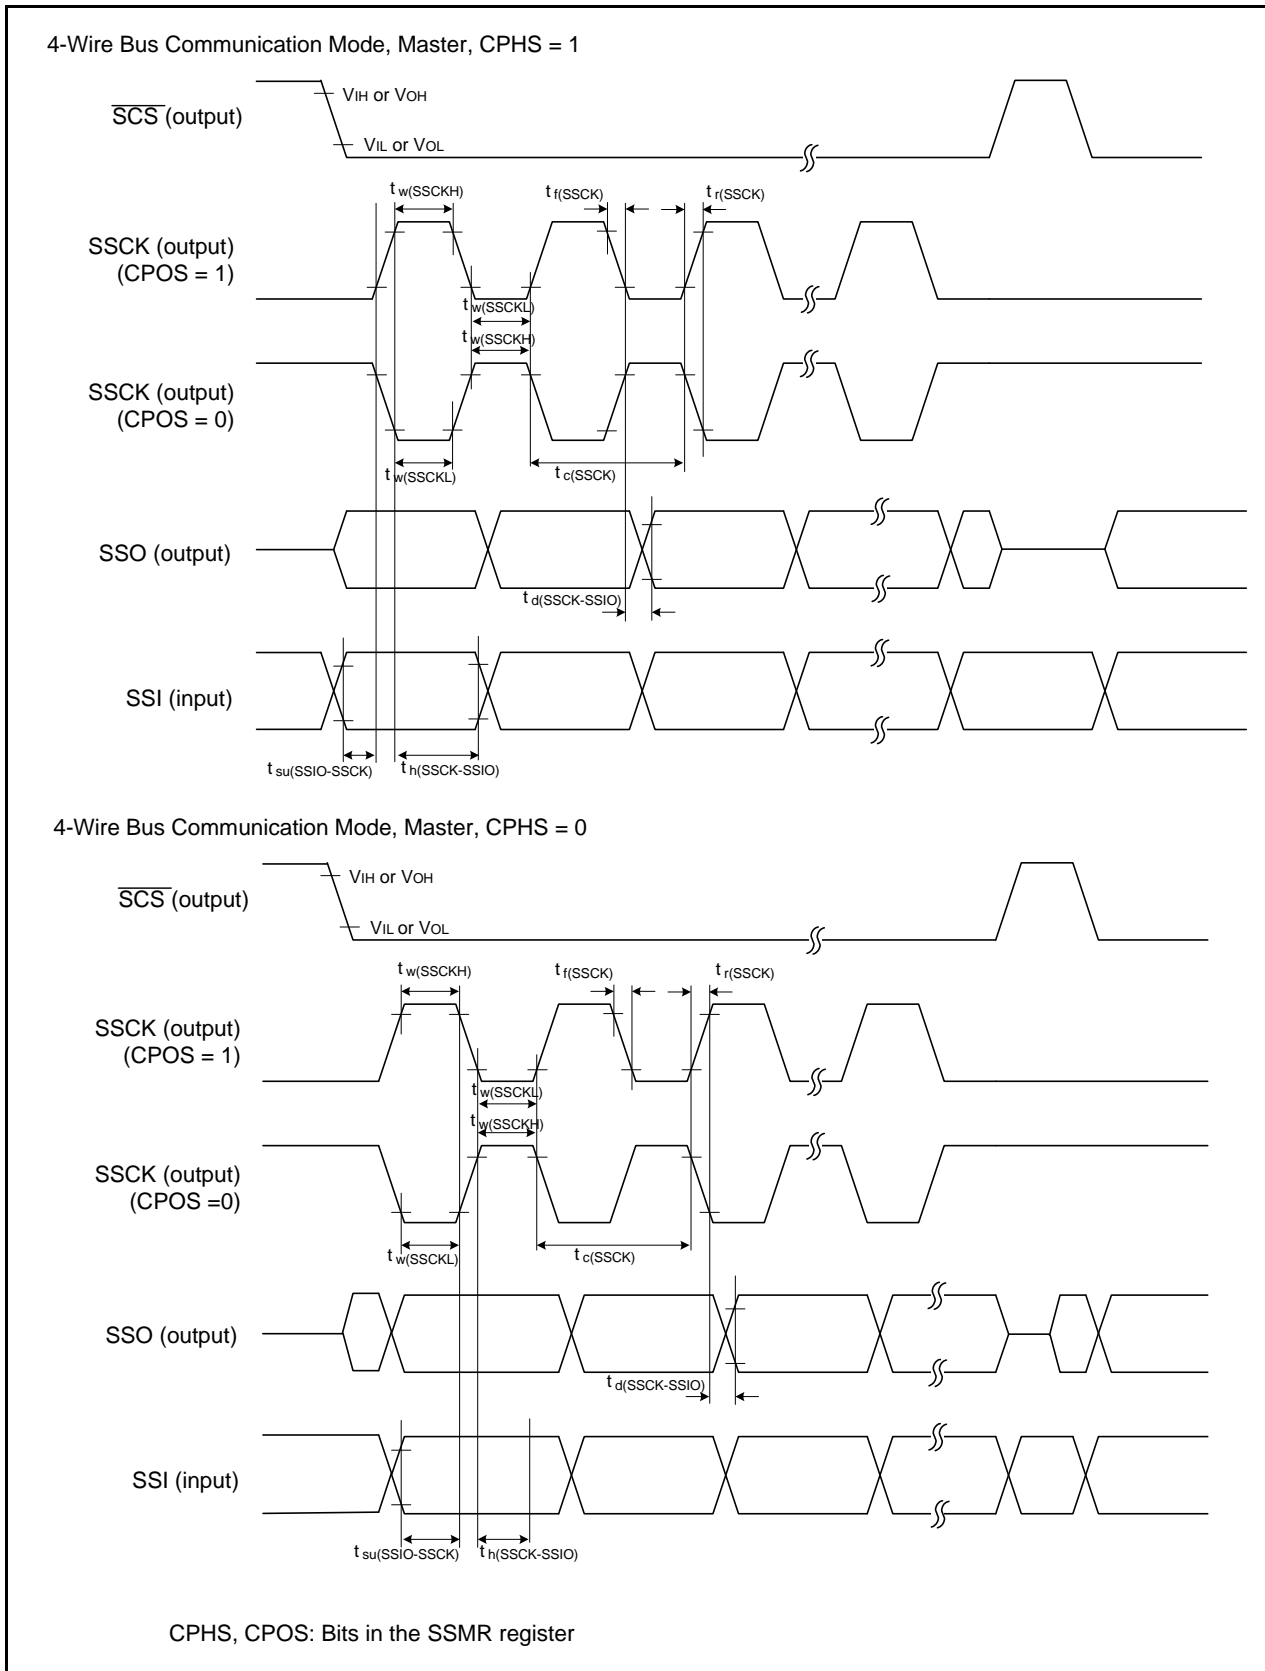 4-Wire Bus Communication Mode, Master, CPHS = 1
SCS (output)
VIH or VOH
VIL or VOL
tw(SSCKH)
tf(SSCK)
tr(SSCK)
SSCK (output)
(CPOS = 1)
tw(SSCKL)
tw(SSCKH)
SSCK (output)
(CPOS = 0)
tw(SSCKL)
tc(SSCK)
SSO (output)
td(SSCK-SSIO)
SSI (input)
tsu(SSIO-SSCK)
th(SSCK-SSIO)
4-Wire Bus Communication Mode, Master, CPHS = 0
SCS (output)
VIH or VOH
VIL or VOL
tw(SSCKH)
tf(SSCK)
tr(SSCK)
SSCK (output)
(CPOS = 1)
tw(SSCKL)
tw(SSCKH)
SSCK (output)
(CPOS =0)
tw(SSCKL)
tc(SSCK)
SSO (output)
td(SSCK-SSIO)
SSI (input)
tsu(SSIO-SSCK)
th(SSCK-SSIO)
CPHS, CPOS: Bits in the SSMR register